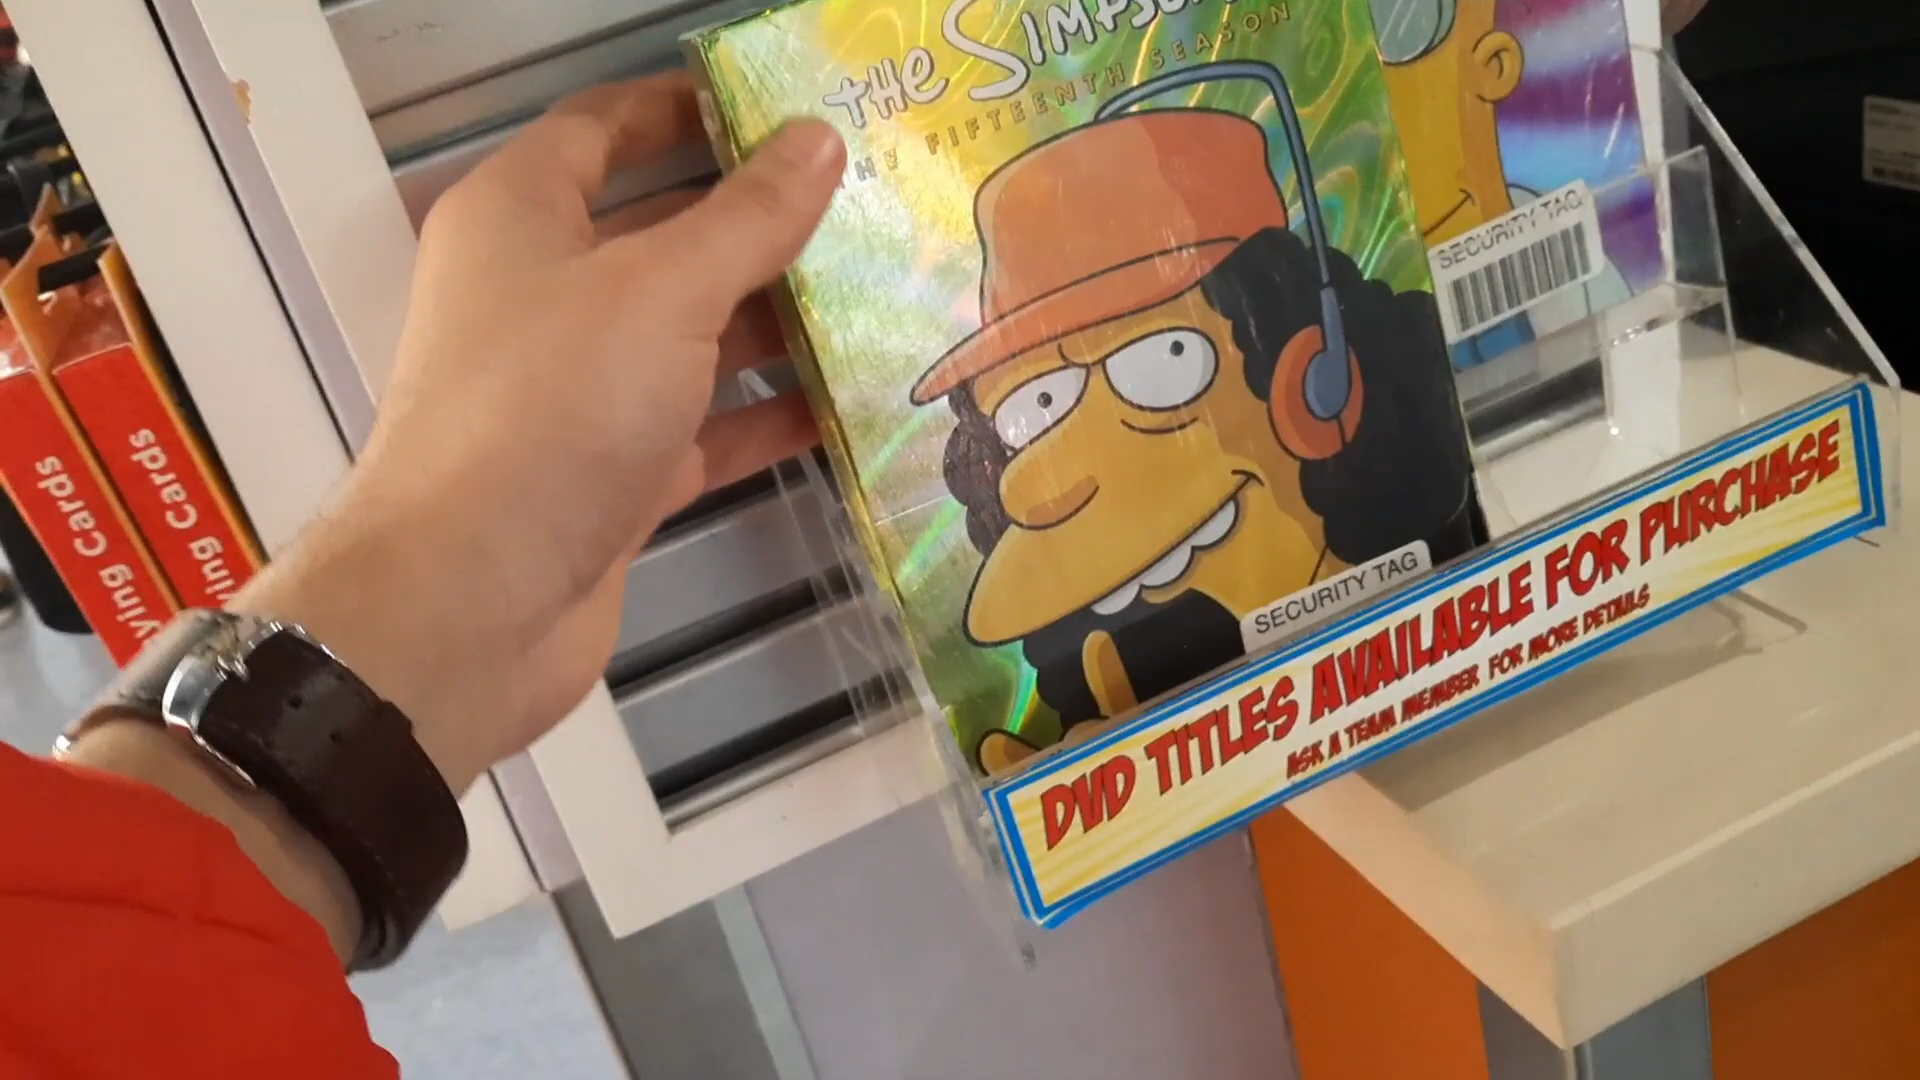 THE SIMPSO
THE FIFTEENTH SEASON
SECURITY TAG
SECURITY TAG
DVD TITLES AVAILABLE FOR PURCHASE
ASK A TEAM MEMBER FOR MORE DETAILS
ying Cards
ying Cards